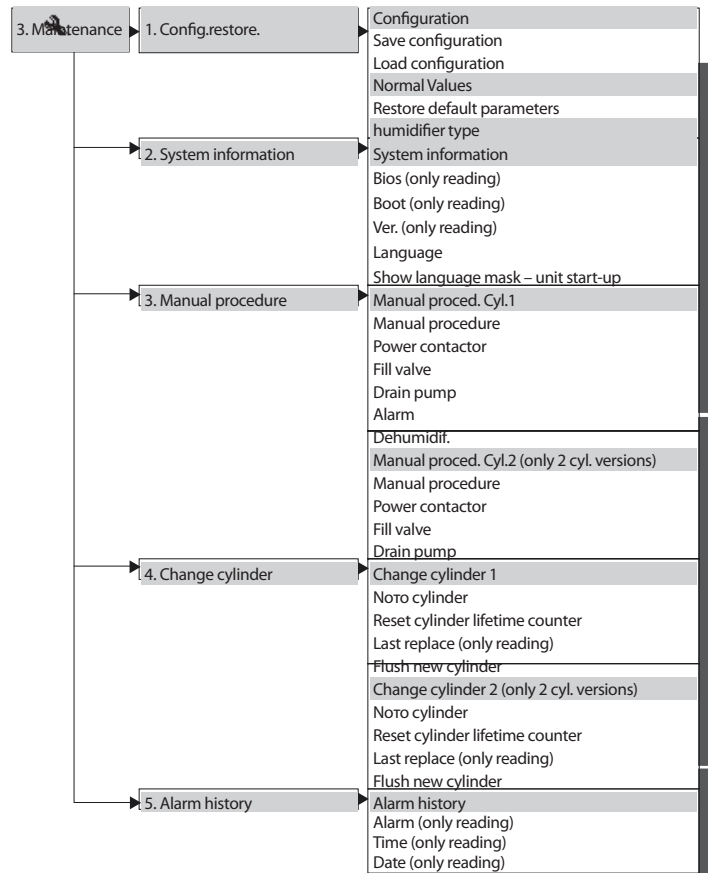 3. Maintenance
1. Config.restore.
Configuration
Save configuration
Load configuration
Normal Values
Restore default parameters
humidifier type
2. System information
System information
Bios (only reading)
Boot (only reading)
Ver. (only reading)
Language
Show language mask – unit start-up
3. Manual procedure
Manual proced. Cyl.1
Manual procedure
Power contactor
Fill valve
Drain pump
Alarm
Dehumidif.
Manual proced. Cyl.2 (only 2 cyl. versions)
Manual procedure
Power contactor
Fill valve
Drain pump
4. Change cylinder
Change cylinder 1
Nото cylinder
Reset cylinder lifetime counter
Last replace (only reading)
Flush new cylinder
Change cylinder 2 (only 2 cyl. versions)
Nото cylinder
Reset cylinder lifetime counter
Last replace (only reading)
Flush new cylinder
5. Alarm history
Alarm history
Alarm (only reading)
Time (only reading)
Date (only reading)